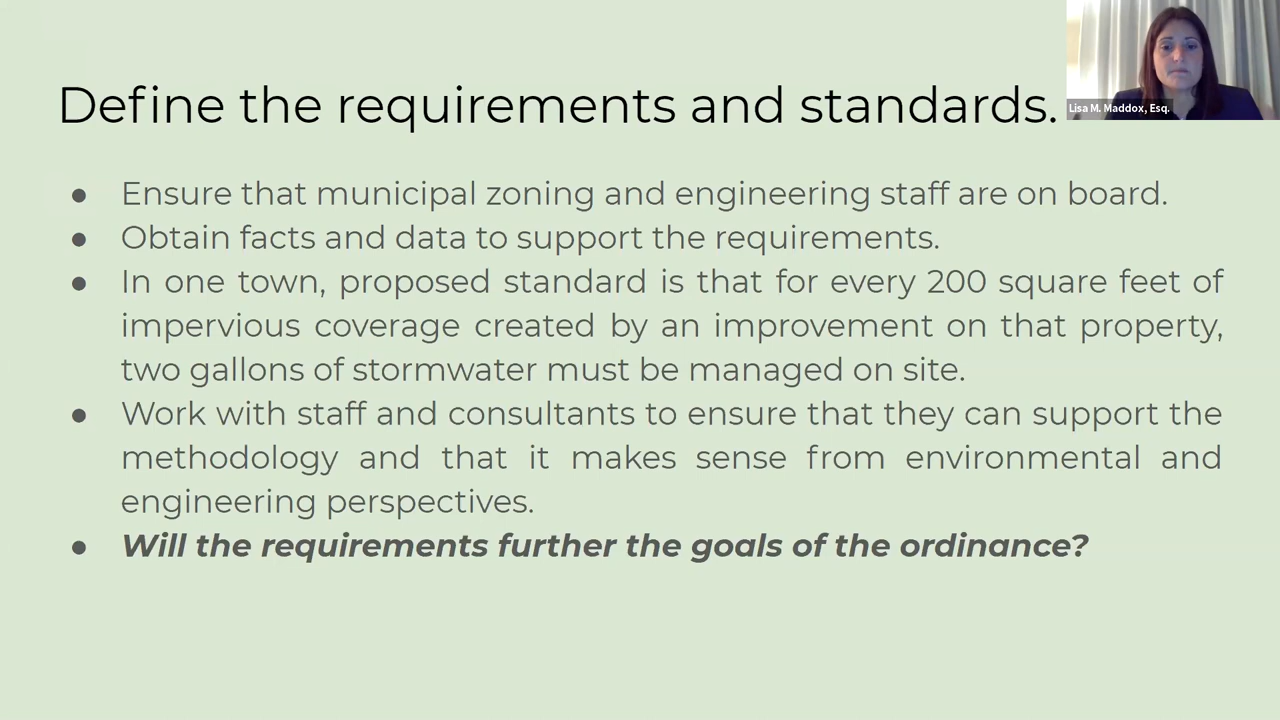 Define the requirements and standards.
Lisa M. Maddox, Esq.
● Ensure that municipal zoning and engineering staff are on board.
● Obtain facts and data to support the requirements.
● In one town, proposed standard is that for every 200 square feet of
impervious coverage created by an improvement on that property,
two gallons of stormwater must be managed on site.
● Work with staff and consultants to ensure that they can support the
methodology and that it makes sense from environmental and
engineering perspectives.
● Will the requirements further the goals of the ordinance?